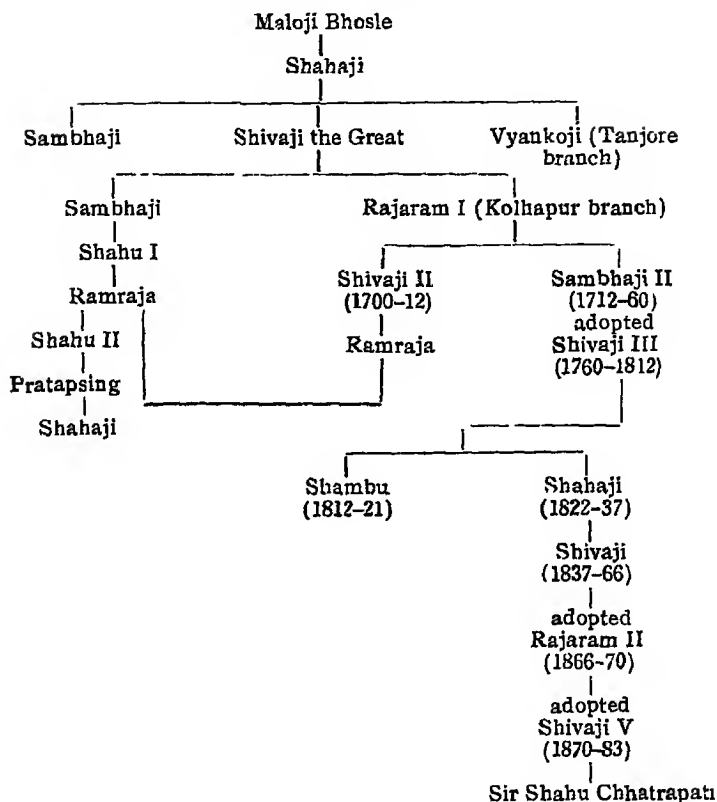 Maloji Bhosle
Shahaji
Sambhaji Shivaji the Great Vyankoji (Tanjore
branch)
Sambhaji Rajaram I (Kolhapur branch)
Shahu I
Shivaji II Sambhaji II
Ramraja (1700–12) (1712–60)
adopted
Shahu II Ramraja Shivaji III
(1760–1812)
Pratapsing
Shahaji
Shambu Shahaji
(1812–21) (1822–37)
Shivaji
(1837–66)
adopted
Rajaram II
(1866–70)
adopted
Shivaji V
(1870–83)
Sir Shahu Chhatrapati